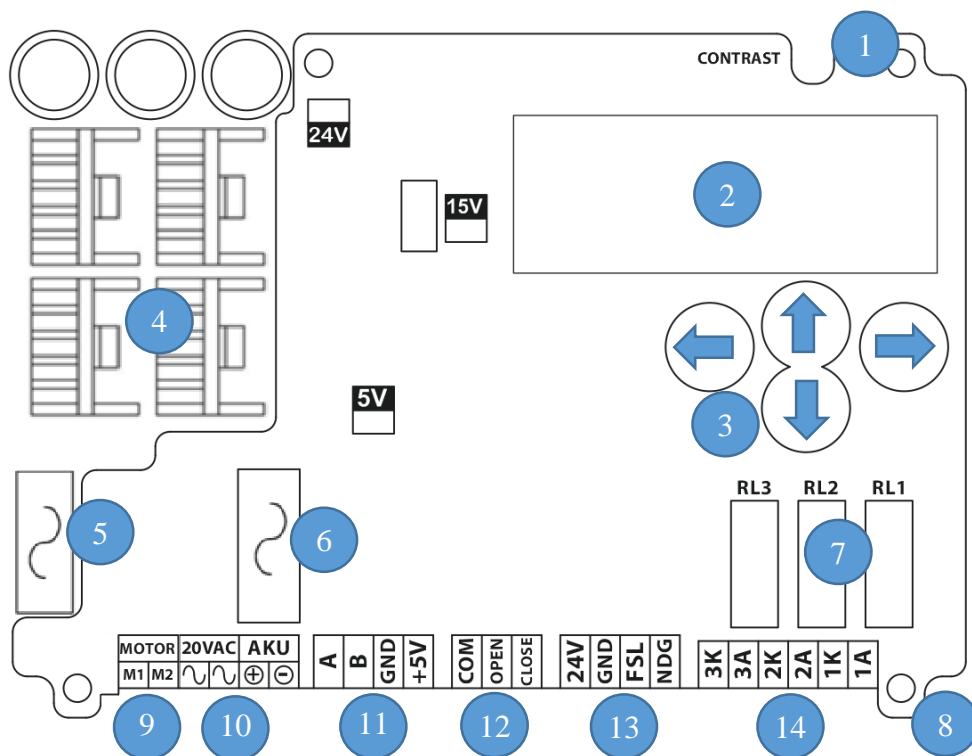 1
CONTRAST
24V
2
15V
4
3
5V
RL3 RL2 RL1
5
6
7
MOTOR 20VAC AKU
M1 M2
A B GND +5V
COM OPEN CLOSE
24V GND FSL NDG
3K 3A 2K 2A 1K 1A
9 10 11 12 13 14 8